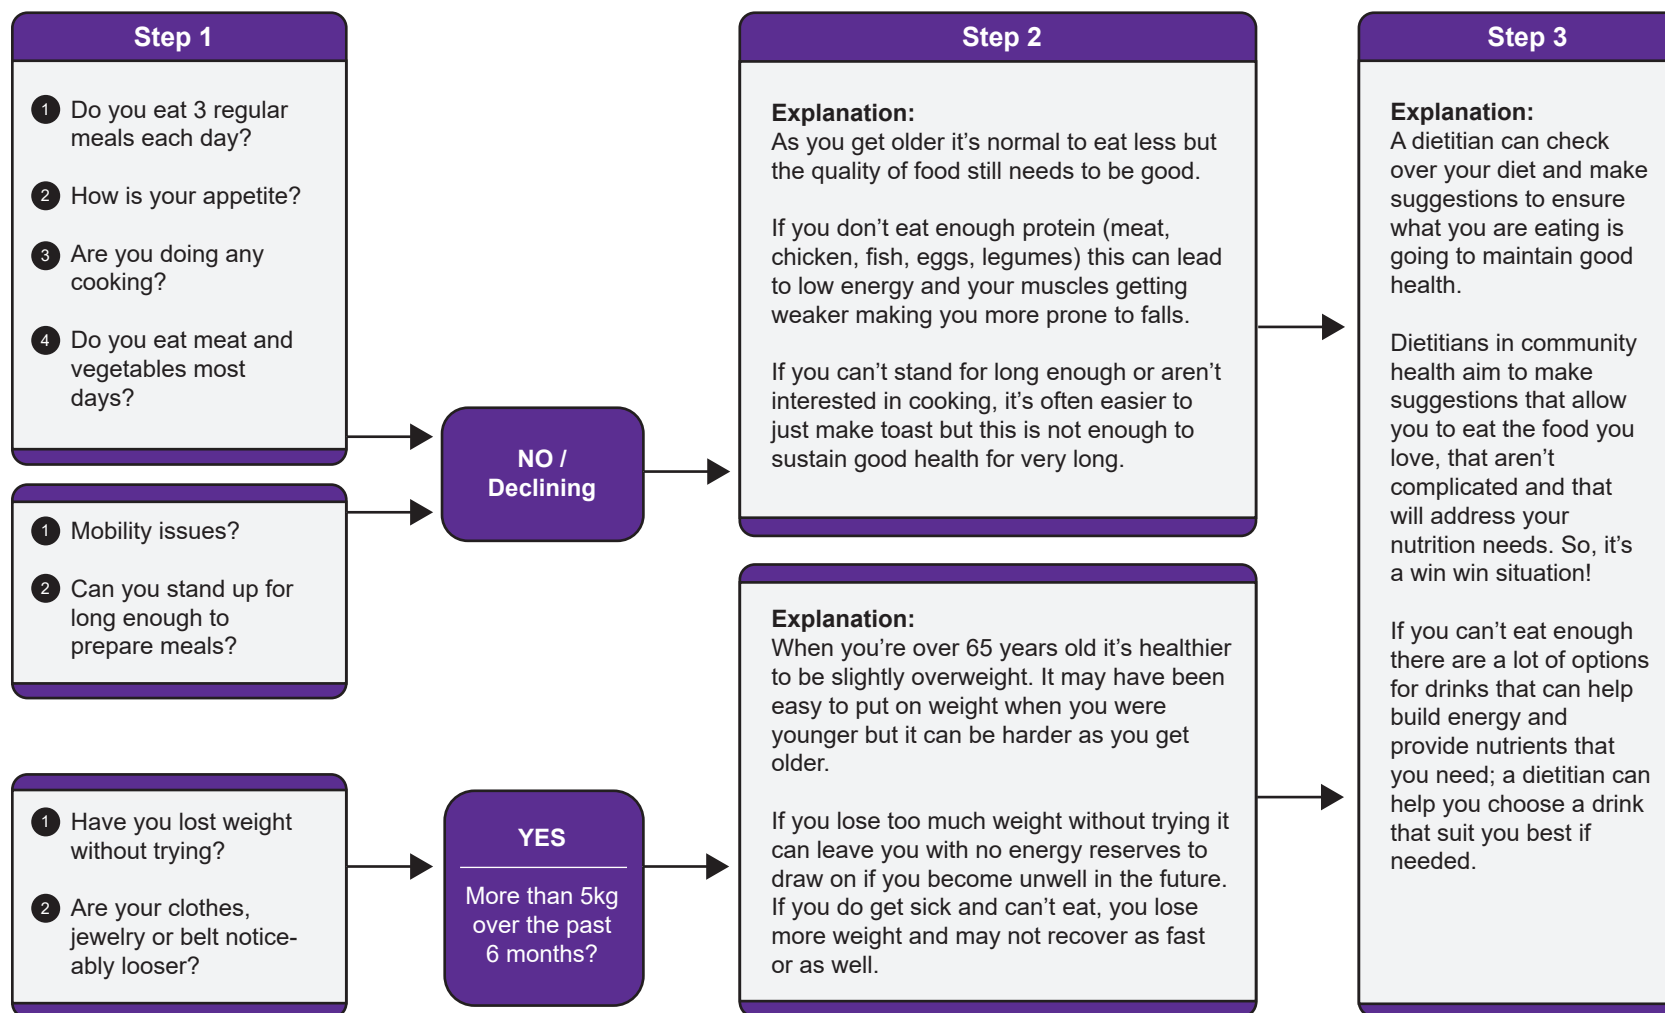 Step 1
1 Do you eat 3 regular
meals each day?
2 How is your appetite?
3 Are you doing any
cooking?
4 Do you eat meat and
vegetables most
days?
1 Mobility issues?
2 Can you stand up for
long enough to
prepare meals?
1 Have you lost weight
without trying?
2 Are your clothes,
jewelry or belt notice-
ably looser?
NO /
Declining
YES
More than 5kg
over the past
6 months?
Step 2
Explanation:
As you get older it’s normal to eat less but
the quality of food still needs to be good.
If you don’t eat enough protein (meat,
chicken, fish, eggs, legumes) this can lead
to low energy and your muscles getting
weaker making you more prone to falls.
If you can’t stand for long enough or aren’t
interested in cooking, it’s often easier to
just make toast but this is not enough to
sustain good health for very long.
Explanation:
When you’re over 65 years old it’s healthier
to be slightly overweight. It may have been
easy to put on weight when you were
younger but it can be harder as you get
older.
If you lose too much weight without trying it
can leave you with no energy reserves to
draw on if you become unwell in the future.
If you do get sick and can’t eat, you lose
more weight and may not recover as fast
or as well.
Step 3
Explanation:
A dietitian can check
over your diet and make
suggestions to ensure
what you are eating is
going to maintain good
health.
Dietitians in community
health aim to make
suggestions that allow
you to eat the food you
love, that aren’t
complicated and that
will address your
nutrition needs. So, it’s
a win win situation!
If you can’t eat enough
there are a lot of options
for drinks that can help
build energy and
provide nutrients that
you need; a dietitian can
help you choose a drink
that suit you best if
needed.